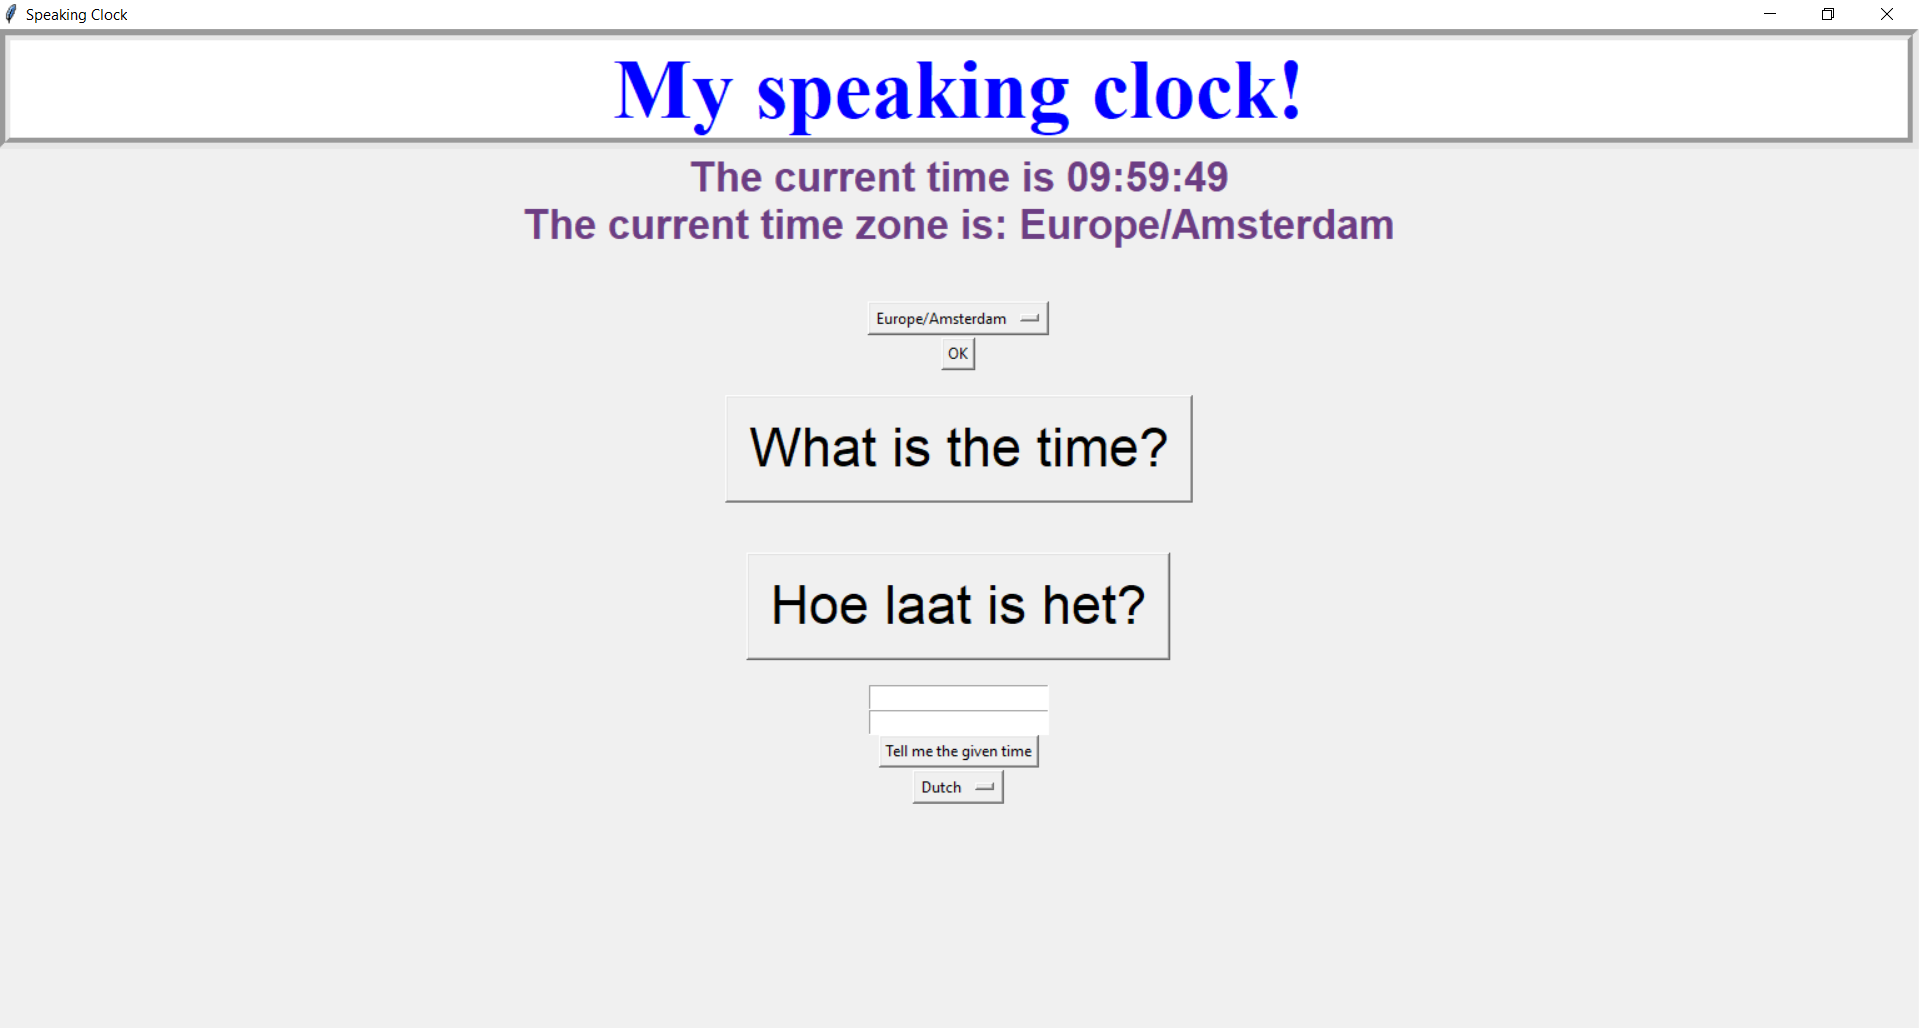 Speaking Clock
My speaking clock!
The current time is 09:59:49
The current time zone is: Europe/Amsterdam
Europe/Amsterdam
OK
What is the time?
Hoe laat is het?
Tell me the given time
Dutch